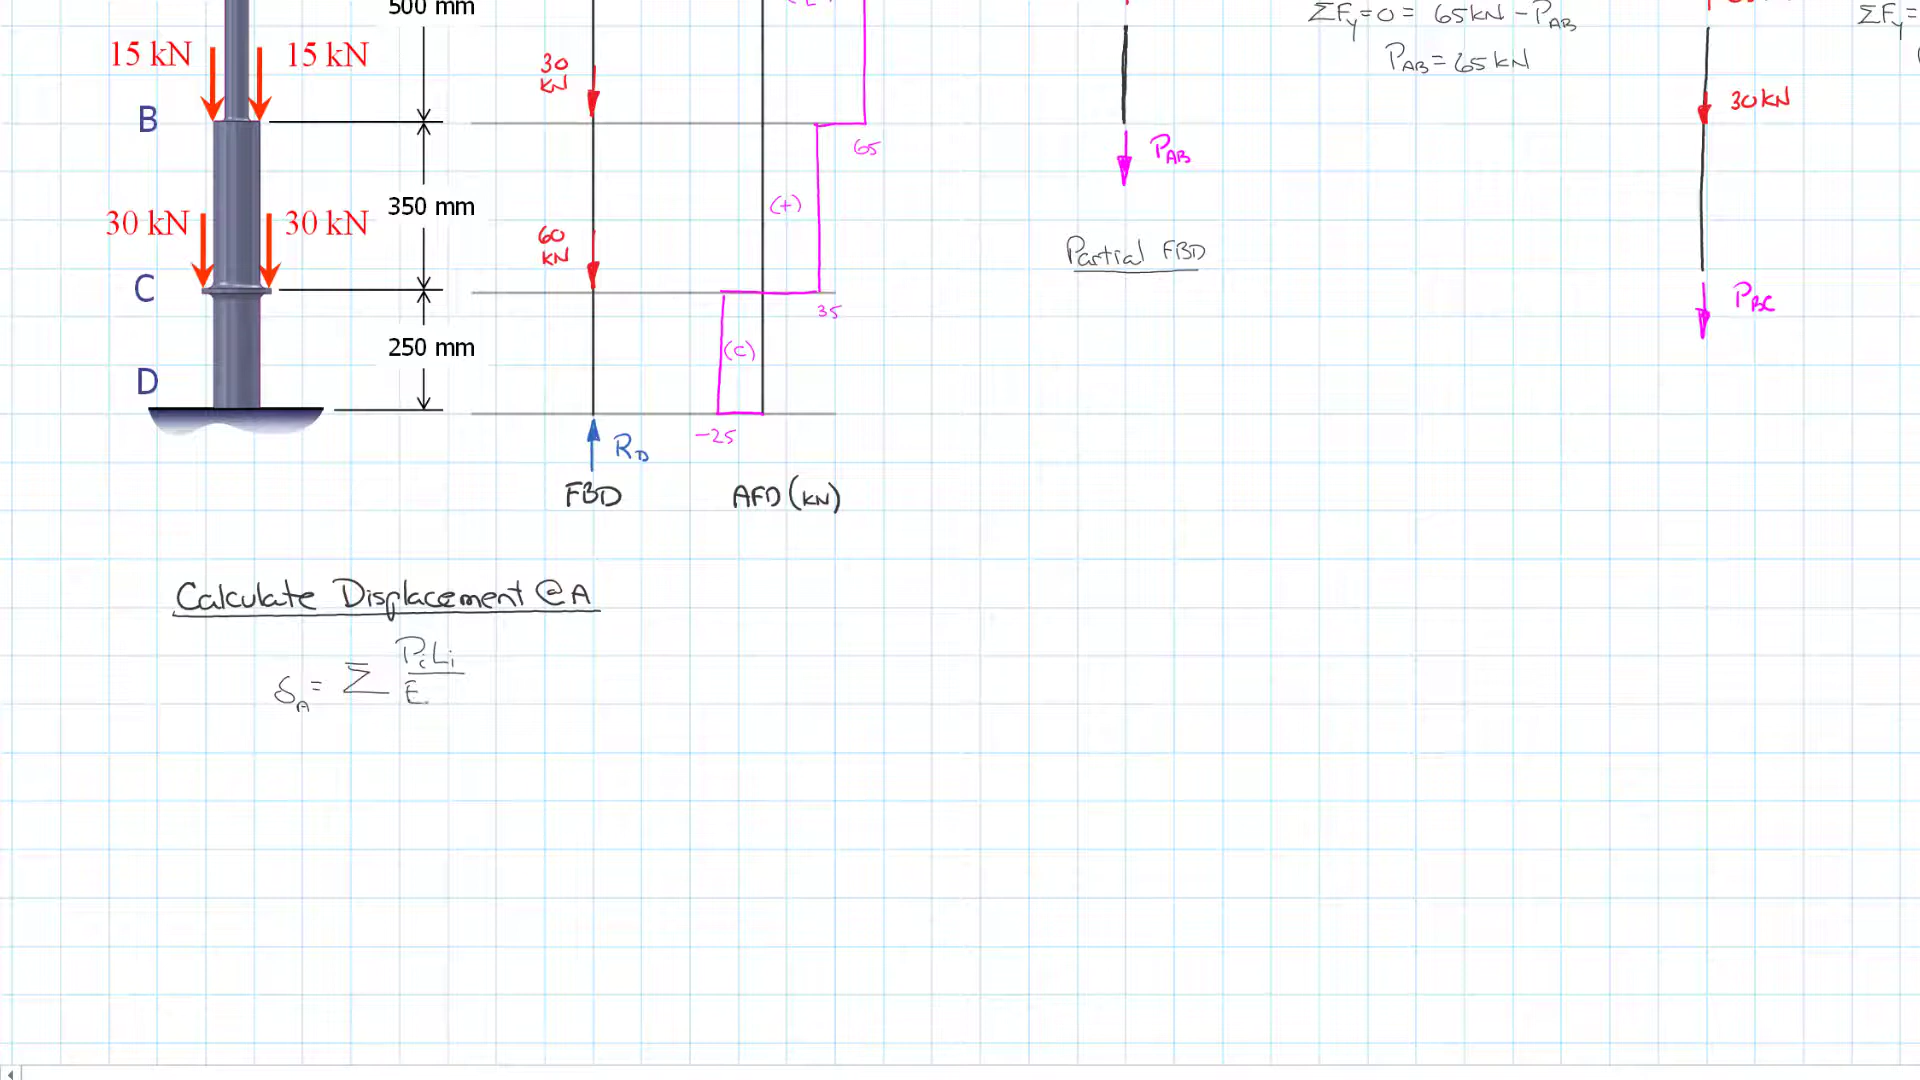 500 mm
15 kN 15 kN
B
30 kN 30 kN
350 mm
C
250 mm
D
30
kN
60
kN
R_D
FBD
65
(+)
35
(C)
-25
AFD (kN)
P_AB
Partial FBD
ΣF_y=0= 65kN-P_AB
P_AB=65kN
30kN
P_BC
ΣF_y=
Calculate Displacement @A
δ_A= Σ P_iL_i
E